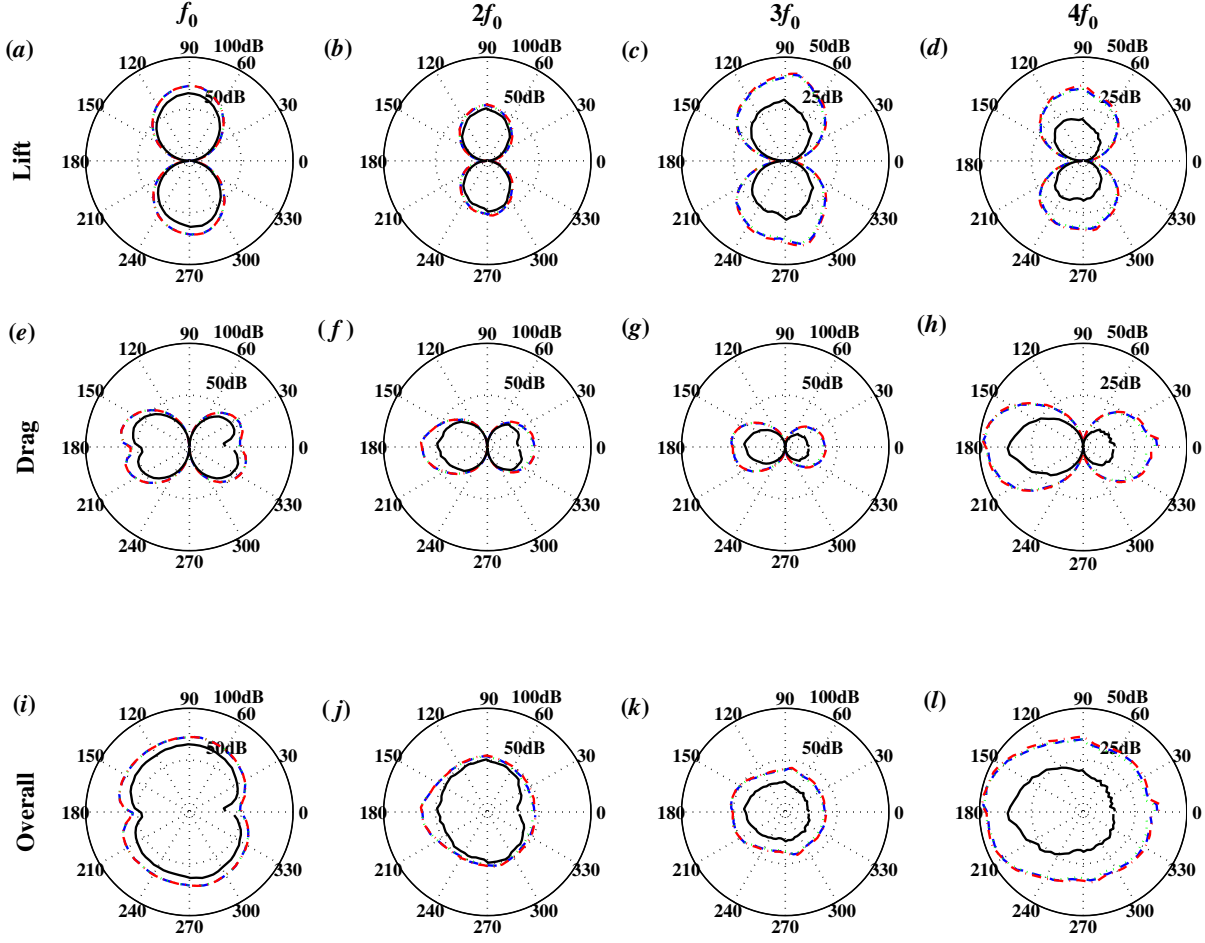 f0 2f0 3f0 4f0
(a) (b) (c) (d)
90 100dB 90 100dB 90 50dB 90 50dB
120 60 120 60 120 60 120 60
50dB 50dB 25dB 25dB
150 30 150 30 150 30 150 30
Lift
180 0 180 0 180 0 180 0
210 330 210 330 210 330 210 330
240 300 240 300 240 300 240 300
270 270 270 270
(e) (f) (g) (h)
90 100dB 90 100dB 90 100dB 90 50dB
120 60 120 60 120 60 120 60
50dB 50dB 50dB 25dB
150 30 150 30 150 30 150 30
Drag
180 0 180 0 180 0 180 0
210 330 210 330 210 330 210 330
240 300 240 300 240 300 240 300
270 270 270 270
(i) (j) (k) (l)
90 100dB 90 100dB 90 100dB 90 50dB
120 60 120 60 120 60 120 60
50dB 50dB 50dB 25dB
150 30 150 30 150 30 150 30
Overall
180 0 180 0 180 0 180 0
210 330 210 330 210 330 210 330
240 300 240 300 240 300 240 300
270 270 270 270